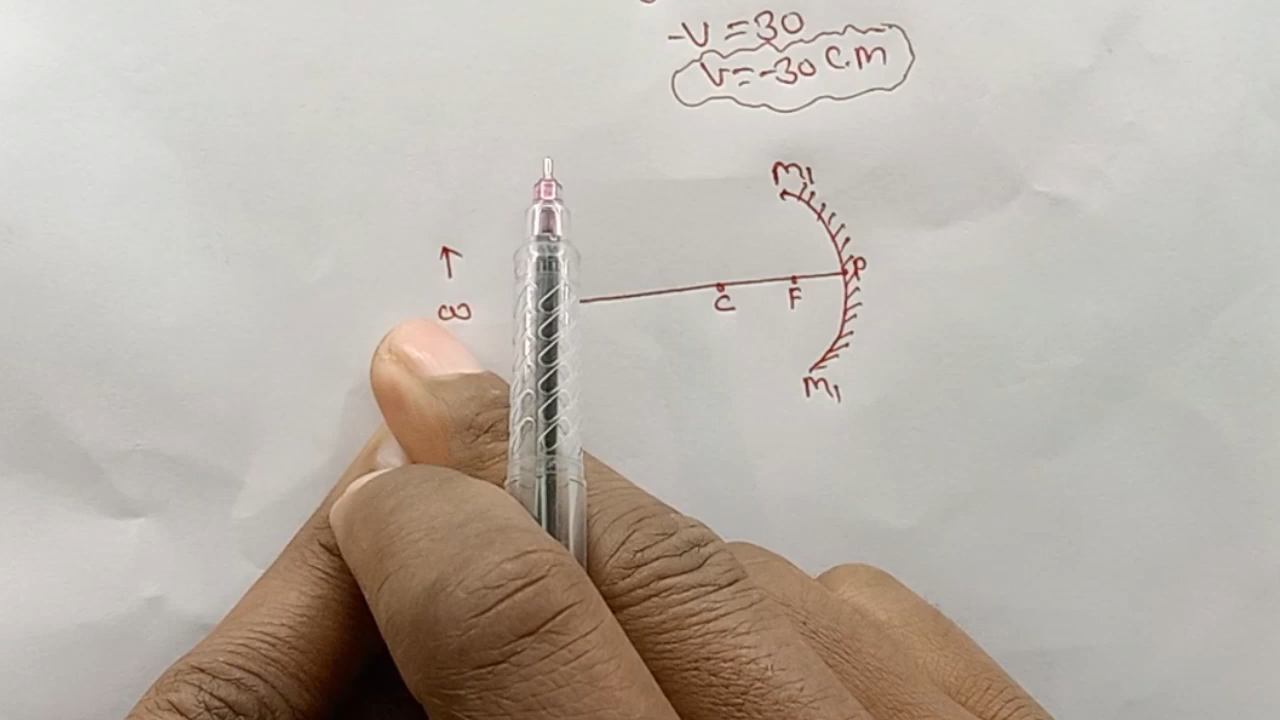 -V = 30
V = -30 C.M
M1
↑
∞
P
C
F
M1